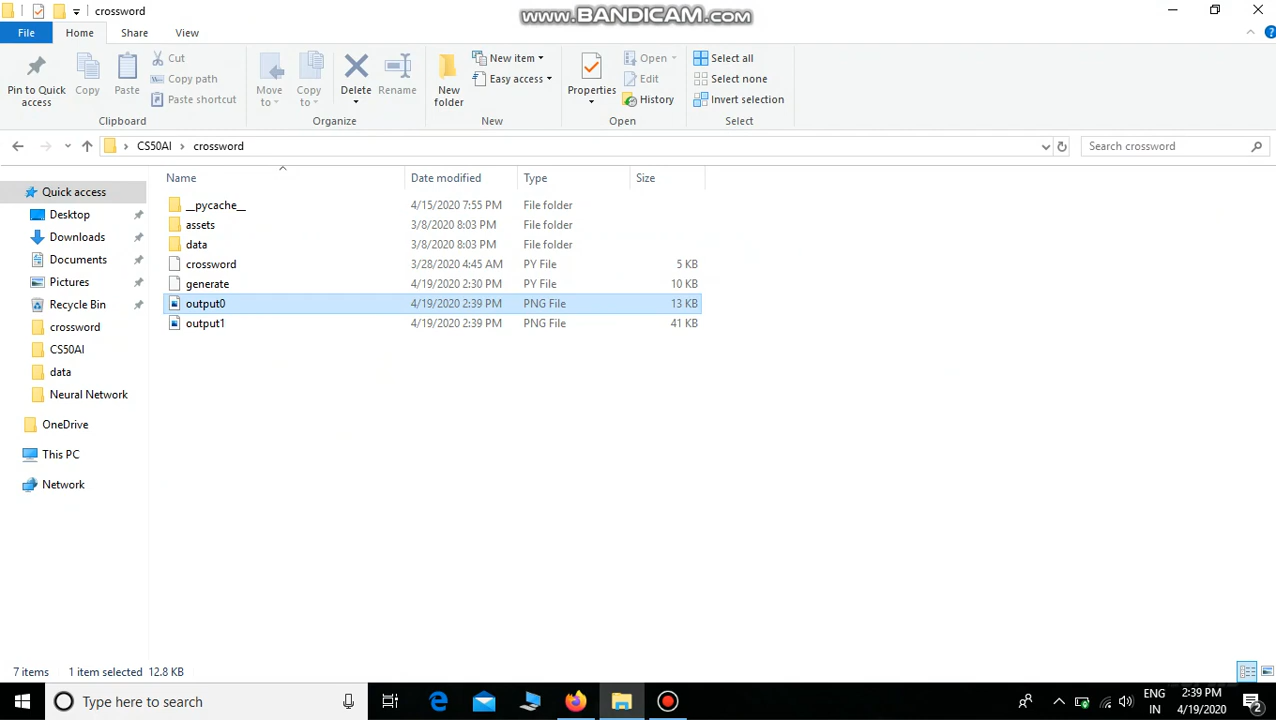 crossword
www.BANDICAM.com
File Home Share View
Pin to Quick access
Copy
Paste
Cut
Copy path
Paste shortcut
Clipboard
Move to
Copy to
Delete
Rename
Organize
New folder
New item
Easy access
New
Properties
Open
Edit
History
Open
Select all
Select none
Invert selection
Select
CS50AI > crossword
Search crossword
Name Date modified Type Size
Quick access
Desktop
Downloads
Documents
Pictures
Recycle Bin
crossword
CS50AI
data
Neural Network
OneDrive
This PC
Network
__pycache__ 4/15/2020 7:55 PM File folder
assets 3/8/2020 8:03 PM File folder
data 3/8/2020 8:03 PM File folder
crossword 3/28/2020 4:45 AM PY File 5 KB
generate 4/19/2020 2:30 PM PY File 10 KB
output0 4/19/2020 2:39 PM PNG File 13 KB
output1 4/19/2020 2:39 PM PNG File 41 KB
7 items 1 item selected 12.8 KB
Type here to search
ENG
IN
2:39 PM
4/19/2020
2